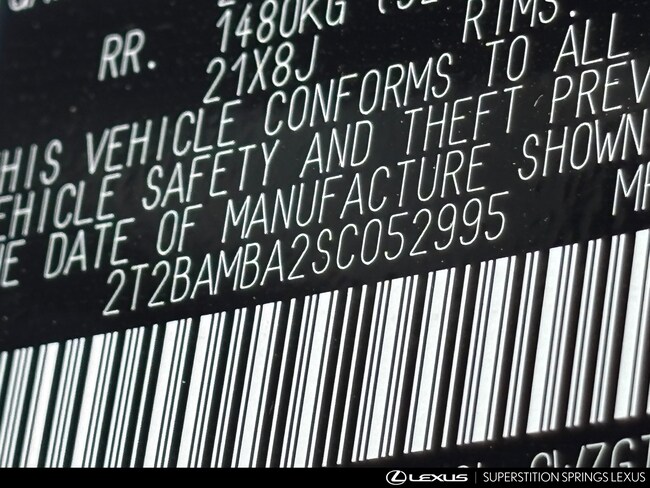 RR. 1480KG
21X8J RIMS.
THIS VEHICLE CONFORMS TO ALL
VEHICLE SAFETY AND THEFT PREV
DATE OF MANUFACTURE SHOWN
2T2BAMBA2SC052995
LEXUS | SUPERSTITION SPRINGS LEXUS